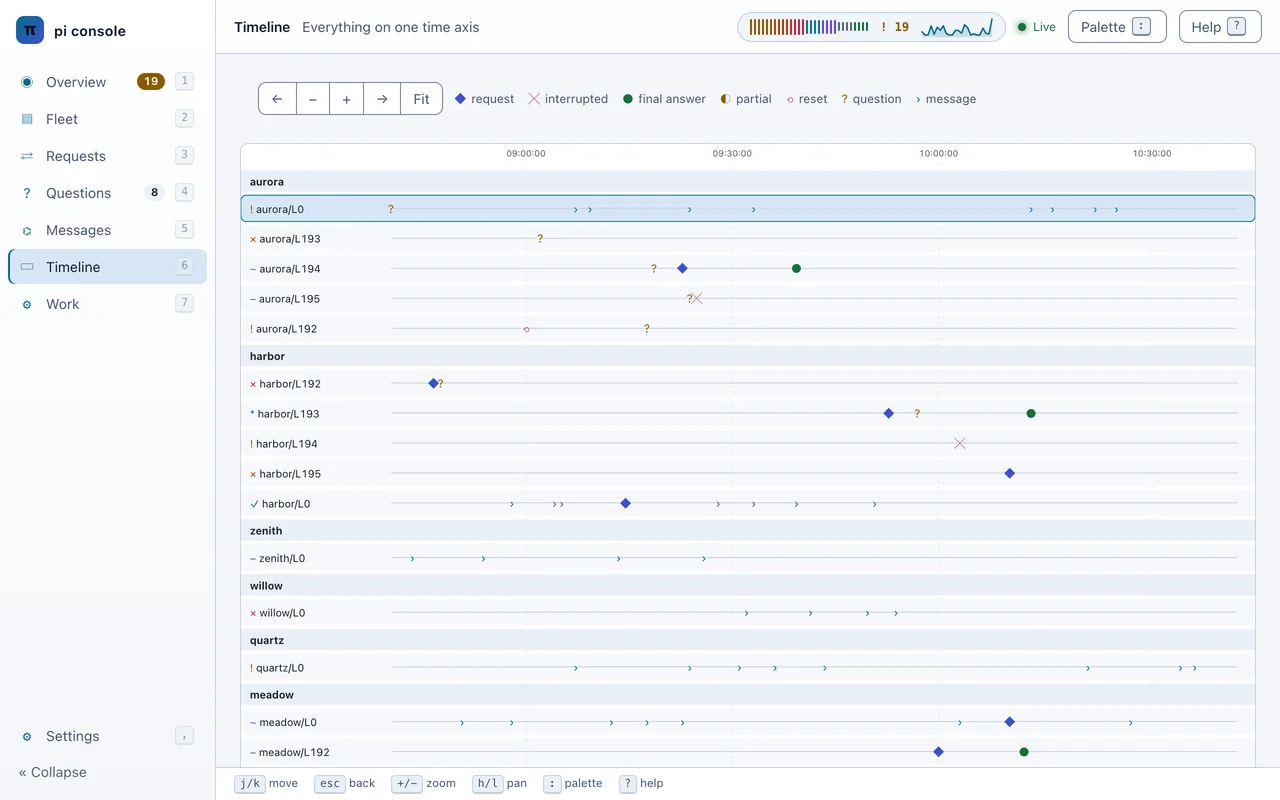 π pi console
Overview 19 1
Fleet 2
Requests 3
? Questions 8 4
Messages 5
Timeline 6
Work 7
Settings ,
« Collapse
Timeline Everything on one time axis
! 19
Live
Palette :
Help ?
← – + → Fit
request interrupted final answer partial reset ? question › message
09:00:00 09:30:00 10:00:00 10:30:00
aurora
! aurora/L0 ? › › › › › › › ›
× aurora/L193 ?
~ aurora/L194 ?
– aurora/L195 ?
! aurora/L192 ?
harbor
× harbor/L192 ?
* harbor/L193 ?
! harbor/L194
× harbor/L195
✓ harbor/L0 › › › › › › ›
zenith
– zenith/L0 › › › ›
willow
× willow/L0 › › › ›
quartz
! quartz/L0 › › › › › › › ›
meadow
~ meadow/L0 › › › › › › ›
– meadow/L192
j/k move esc back +/− zoom h/l pan : palette ? help